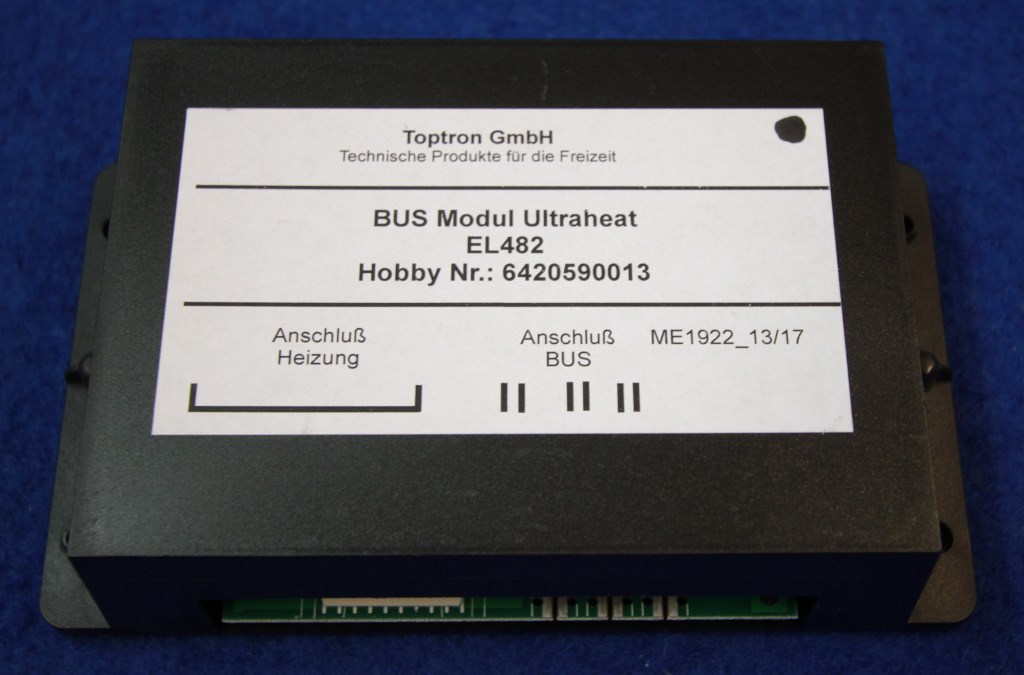 Toptron GmbH
Technische Produkte für die Freizeit
BUS Modul Ultraheat
EL482
Hobby Nr.: 6420590013
Anschluß
Heizung
Anschluß
BUS
ME1922_13/17